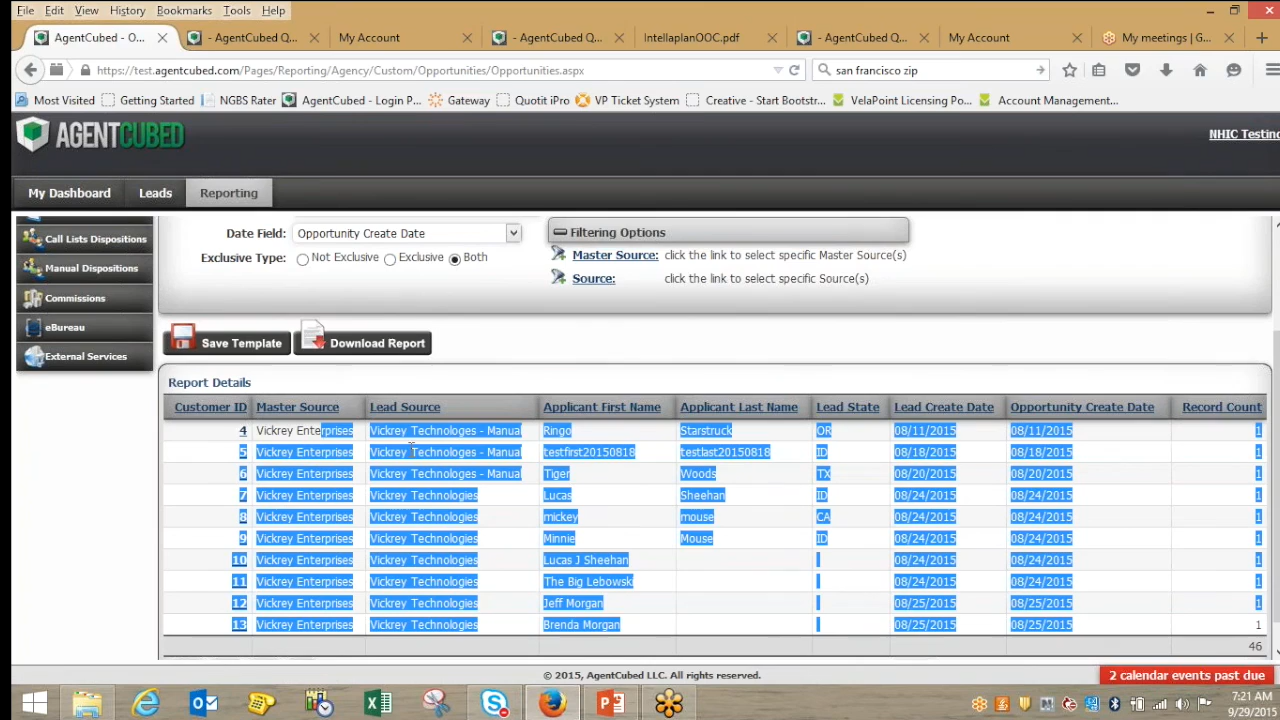 File Edit View History Bookmarks Tools Help
AgentCubed - O... - AgentCubed Q... My Account - AgentCubed Q... IntellaplanOOC.pdf - AgentCubed Q... My Account My meetings | G...
https://test.agentcubed.com/Pages/Reporting/Agency/Custom/Opportunities/Opportunities.aspx san francisco zip
Most Visited Getting Started NGBS Rater AgentCubed - Login P... Gateway Quotit iPro VP Ticket System Creative - Start Bootstr... VelaPoint Licensing Po... Account Management...
AGENTCUBED NHIC Testing
My Dashboard Leads Reporting
Call Lists Dispositions
Manual Dispositions
Commissions
eBureau
External Services
Date Field: Opportunity Create Date
Exclusive Type: Not Exclusive Exclusive Both
Filtering Options
Master Source: click the link to select specific Master Source(s)
Source: click the link to select specific Source(s)
Save Template Download Report
Report Details
Customer ID Master Source Lead Source Applicant First Name Applicant Last Name Lead State Lead Create Date Opportunity Create Date Record Count
4 Vickrey Enterprises Vickrey Technologes - Manual Ringo Starstruck OR 08/11/2015 08/11/2015 1
5 Vickrey Enterprises Vickrey Technologes - Manual testfirst20150818 testlast20150818 ID 08/18/2015 08/18/2015 1
6 Vickrey Enterprises Vickrey Technologes - Manual Tiger Woods TX 08/20/2015 08/20/2015 1
7 Vickrey Enterprises Vickrey Technologies Lucas Sheehan ID 08/24/2015 08/24/2015 1
8 Vickrey Enterprises Vickrey Technologies mickey mouse CA 08/24/2015 08/24/2015 1
9 Vickrey Enterprises Vickrey Technologies Minnie Mouse ID 08/24/2015 08/24/2015 1
10 Vickrey Enterprises Vickrey Technologies Lucas J Sheehan 08/24/2015 08/24/2015 1
11 Vickrey Enterprises Vickrey Technologies The Big Lebowski 08/24/2015 08/24/2015 1
12 Vickrey Enterprises Vickrey Technologies Jeff Morgan 08/25/2015 08/25/2015 1
13 Vickrey Enterprises Vickrey Technologies Brenda Morgan 08/25/2015 08/25/2015 1
46
© 2015, AgentCubed LLC. All rights reserved.
2 calendar events past due
7:21 AM
9/29/2015